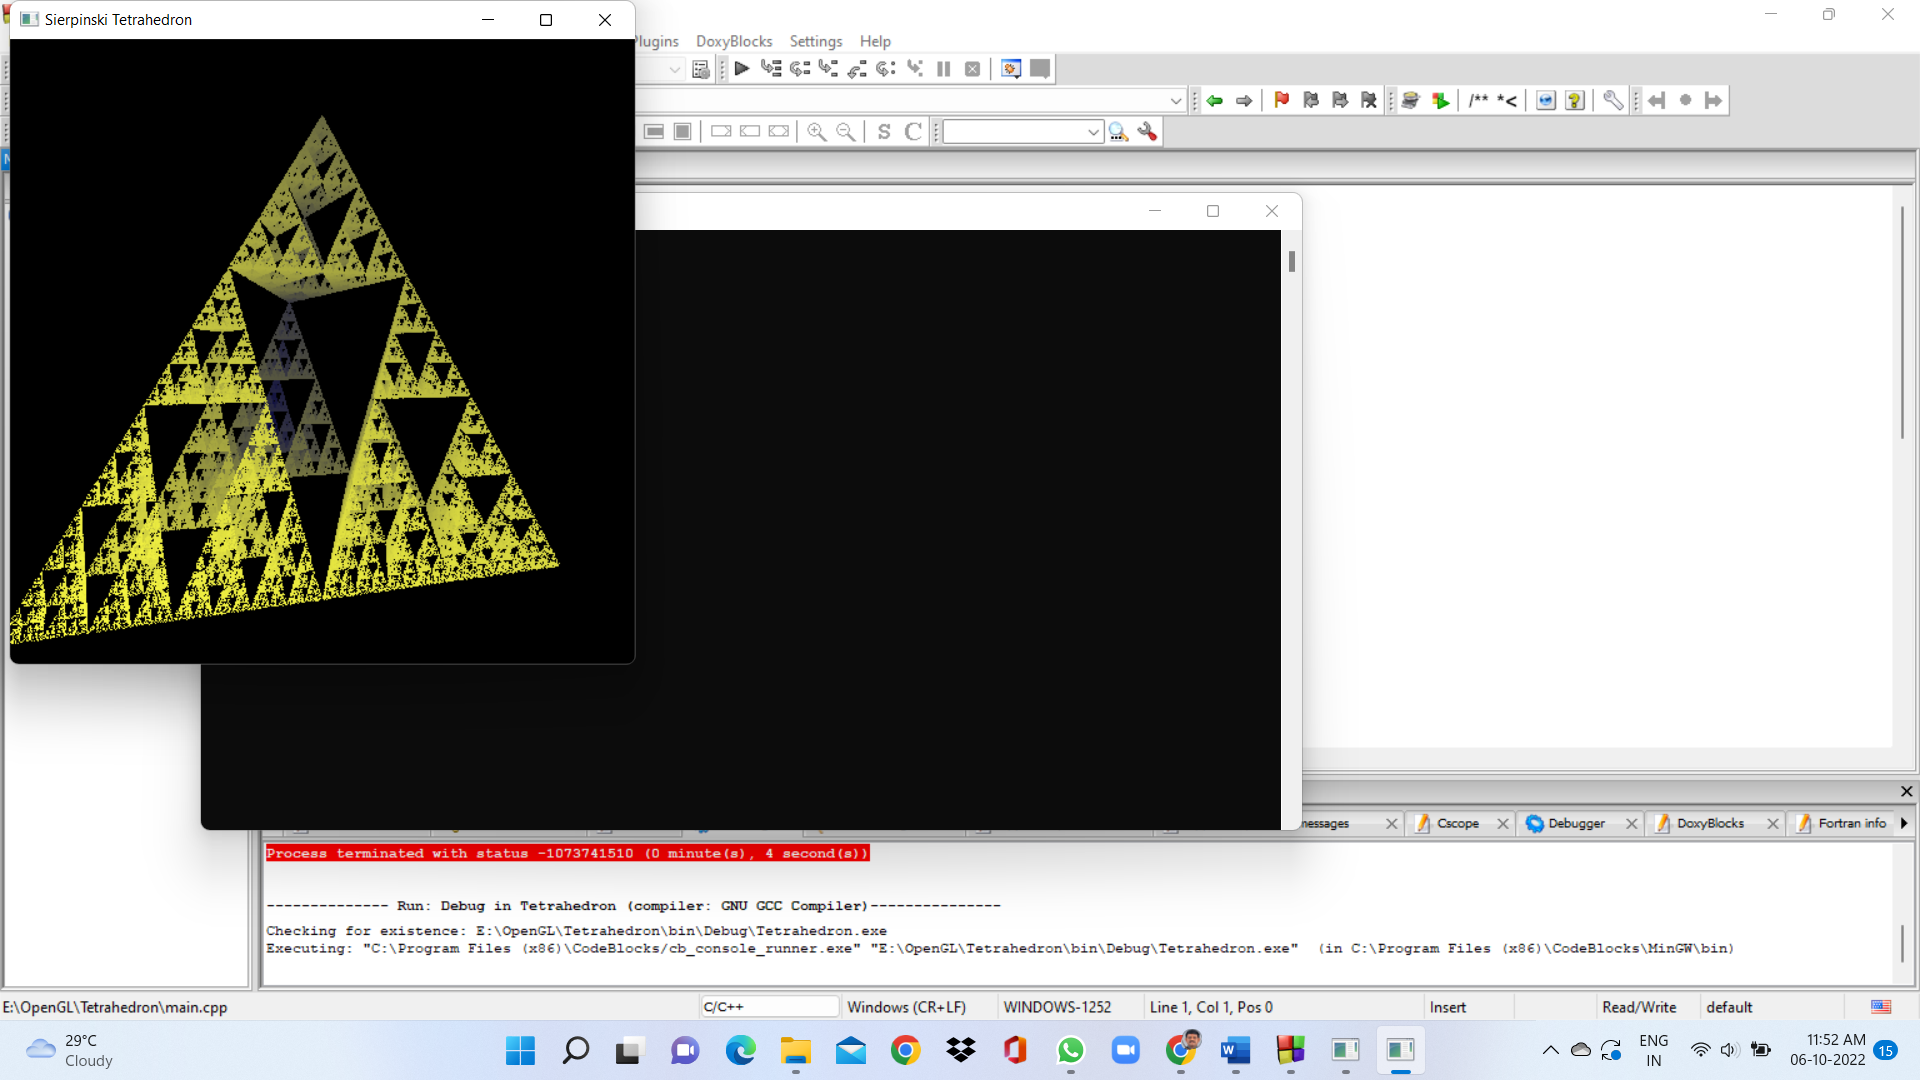 Sierpinski Tetrahedron
Plugins DoxyBlocks Settings Help
/** *<
S C
Cscope Debugger DoxyBlocks Fortran info
Process terminated with status -1073741510 (0 minute(s), 4 second(s))
-------------- Run: Debug in Tetrahedron (compiler: GNU GCC Compiler)---------------
Checking for existence: E:\OpenGL\Tetrahedron\bin\Debug\Tetrahedron.exe
Executing: "C:\Program Files (x86)\CodeBlocks/cb_console_runner.exe" "E:\OpenGL\Tetrahedron\bin\Debug\Tetrahedron.exe"  (in C:\Program Files (x86)\CodeBlocks\MinGW\bin)
E:\OpenGL\Tetrahedron\main.cpp C/C++ Windows (CR+LF) WINDOWS-1252 Line 1, Col 1, Pos 0 Insert Read/Write default
29°C
Cloudy
ENG
IN
11:52 AM
06-10-2022
15